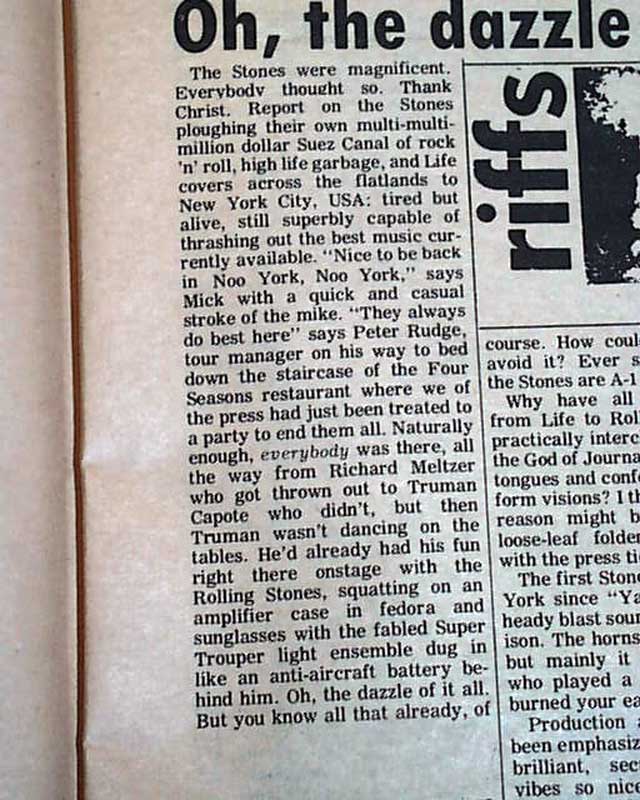 Oh, the dazzle
The Stones were magnificent.
Everybody thought so. Thank
Christ. Report on the Stones
ploughing their own multi-multi-
million dollar Suez Canal of rock
'n' roll, high life garbage, and Life
covers across the flatlands to
New York City, USA: tired but
alive, still superbly capable of
thrashing out the best music cur-
rently available. "Nice to be back
in Noo York, Noo York," says
Mick with a quick and casual
stroke of the mike. "They always
do best here" says Peter Rudge,
tour manager on his way to bed
down the staircase of the Four
Seasons restaurant where we of
the press had just been treated to
a party to end them all. Naturally
enough, everybody was there, all
the way from Richard Meltzer
who got thrown out to Truman
Capote who didn't, but then
Truman wasn't dancing on the
tables. He'd already had his fun
right there onstage with the
Rolling Stones, squatting on an
amplifier case in fedora and
sunglasses with the fabled Super
Trouper light ensemble dug in
like an anti-aircraft battery be-
hind him. Oh, the dazzle of it all.
But you know all that already, of
riffs
course. How coul
avoid it? Ever s
the Stones are A-1
Why have all
from Life to Rol
practically interc
the God of Journa
tongues and confe
form visions? I th
reason might b
loose-leaf folder
with the press ti
The first Ston
York since "Ya
heady blast sour
ison. The horns
but mainly it
who played a
burned your ea
Production a
been emphasiz
brilliant, sec
vibes so nice